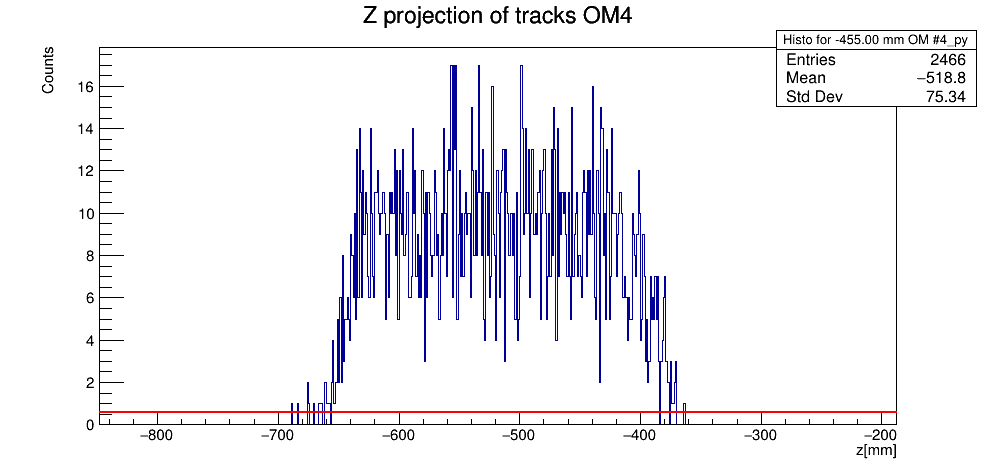 Z projection of tracks OM4
Histo for -455.00 mm OM #4_py
Entries 2466
Mean −518.8
Std Dev 75.34
Counts
16
14
12
10
8
6
4
2
0
−800 −700 −600 −500 −400 −300 −200
z[mm]